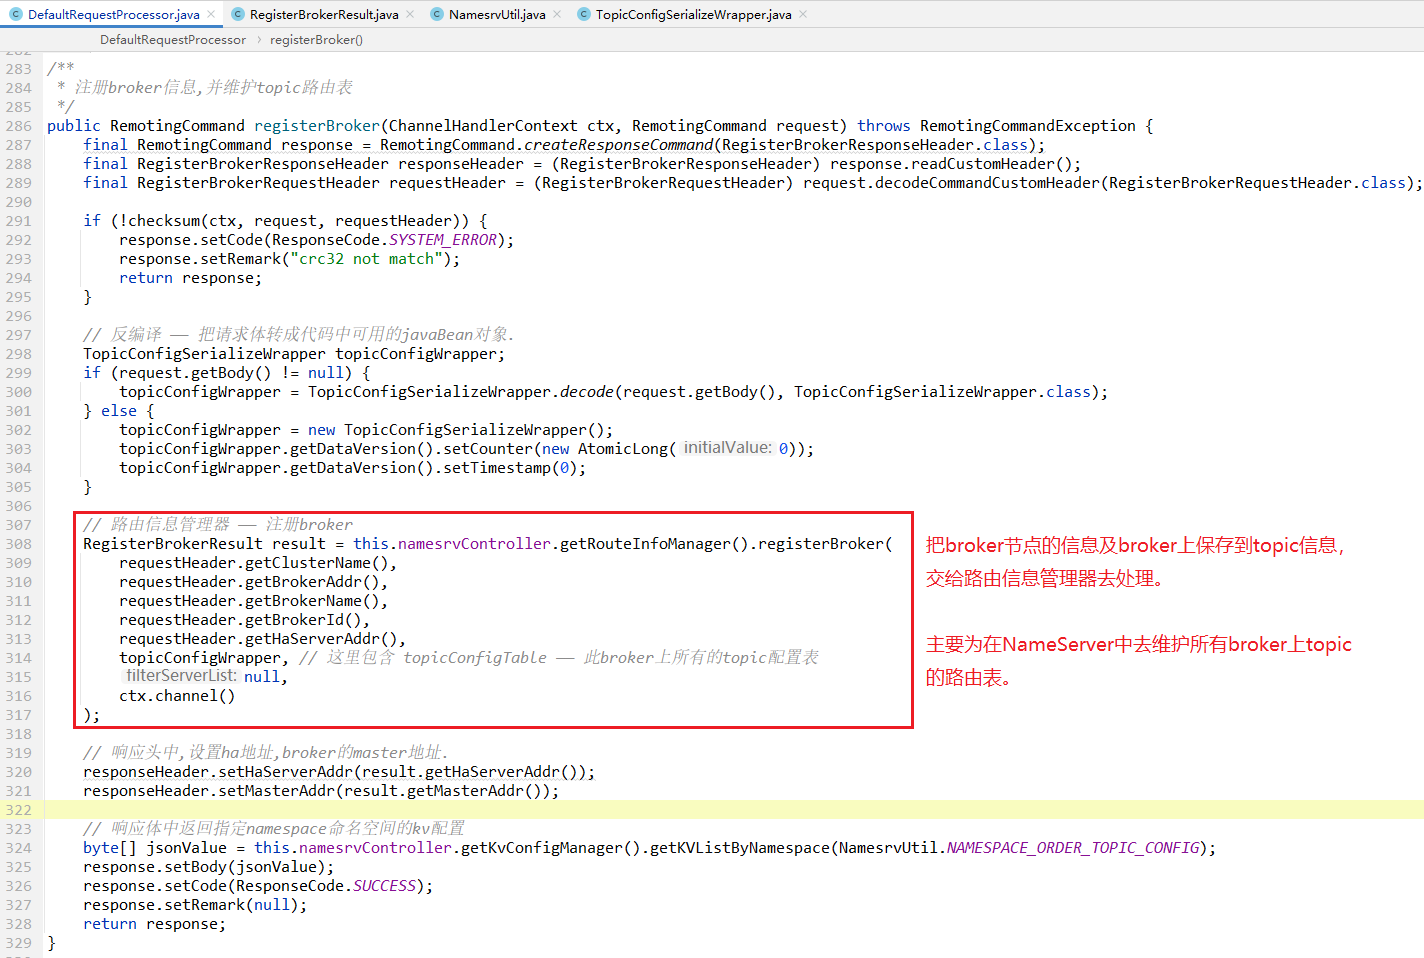 DefaultRequestProcessor.java × RegisterBrokerResult.java × NamesrvUtil.java × TopicConfigSerializeWrapper.java ×
DefaultRequestProcessor › registerBroker()
282
283 /**
284 * 注册broker信息,并维护topic路由表
285 */
286 public RemotingCommand registerBroker(ChannelHandlerContext ctx, RemotingCommand request) throws RemotingCommandException {
287 final RemotingCommand response = RemotingCommand.createResponseCommand(RegisterBrokerResponseHeader.class);
288 final RegisterBrokerResponseHeader responseHeader = (RegisterBrokerResponseHeader) response.readCustomHeader();
289 final RegisterBrokerRequestHeader requestHeader = (RegisterBrokerRequestHeader) request.decodeCommandCustomHeader(RegisterBrokerRequestHeader.class);
290
291 if (!checksum(ctx, request, requestHeader)) {
292 response.setCode(ResponseCode.SYSTEM_ERROR);
293 response.setRemark("crc32 not match");
294 return response;
295 }
296
297 // 反编译 —— 把请求体转成代码中可用的javaBean对象.
298 TopicConfigSerializeWrapper topicConfigWrapper;
299 if (request.getBody() != null) {
300 topicConfigWrapper = TopicConfigSerializeWrapper.decode(request.getBody(), TopicConfigSerializeWrapper.class);
301 } else {
302 topicConfigWrapper = new TopicConfigSerializeWrapper();
303 topicConfigWrapper.getDataVersion().setCounter(new AtomicLong( initialValue: 0));
304 topicConfigWrapper.getDataVersion().setTimestamp(0);
305 }
306
307 // 路由信息管理器 —— 注册broker
308 RegisterBrokerResult result = this.namesrvController.getRouteInfoManager().registerBroker(
309 requestHeader.getClusterName(),
310 requestHeader.getBrokerAddr(),
311 requestHeader.getBrokerName(),
312 requestHeader.getBrokerId(),
313 requestHeader.getHaServerAddr(),
314 topicConfigWrapper, // 这里包含 topicConfigTable —— 此broker上所有的topic配置表
315 filterServerList: null,
316 ctx.channel()
317 );
把broker节点的信息及broker上保存到topic信息，
交给路由信息管理器去处理。
主要为在NameServer中去维护所有broker上topic
的路由表。
318
319 // 响应头中,设置ha地址,broker的master地址.
320 responseHeader.setHaServerAddr(result.getHaServerAddr());
321 responseHeader.setMasterAddr(result.getMasterAddr());
322
323 // 响应体中返回指定namespace命名空间的kv配置
324 byte[] jsonValue = this.namesrvController.getKvConfigManager().getKVListByNamespace(NamesrvUtil.NAMESPACE_ORDER_TOPIC_CONFIG);
325 response.setBody(jsonValue);
326 response.setCode(ResponseCode.SUCCESS);
327 response.setRemark(null);
328 return response;
329 }